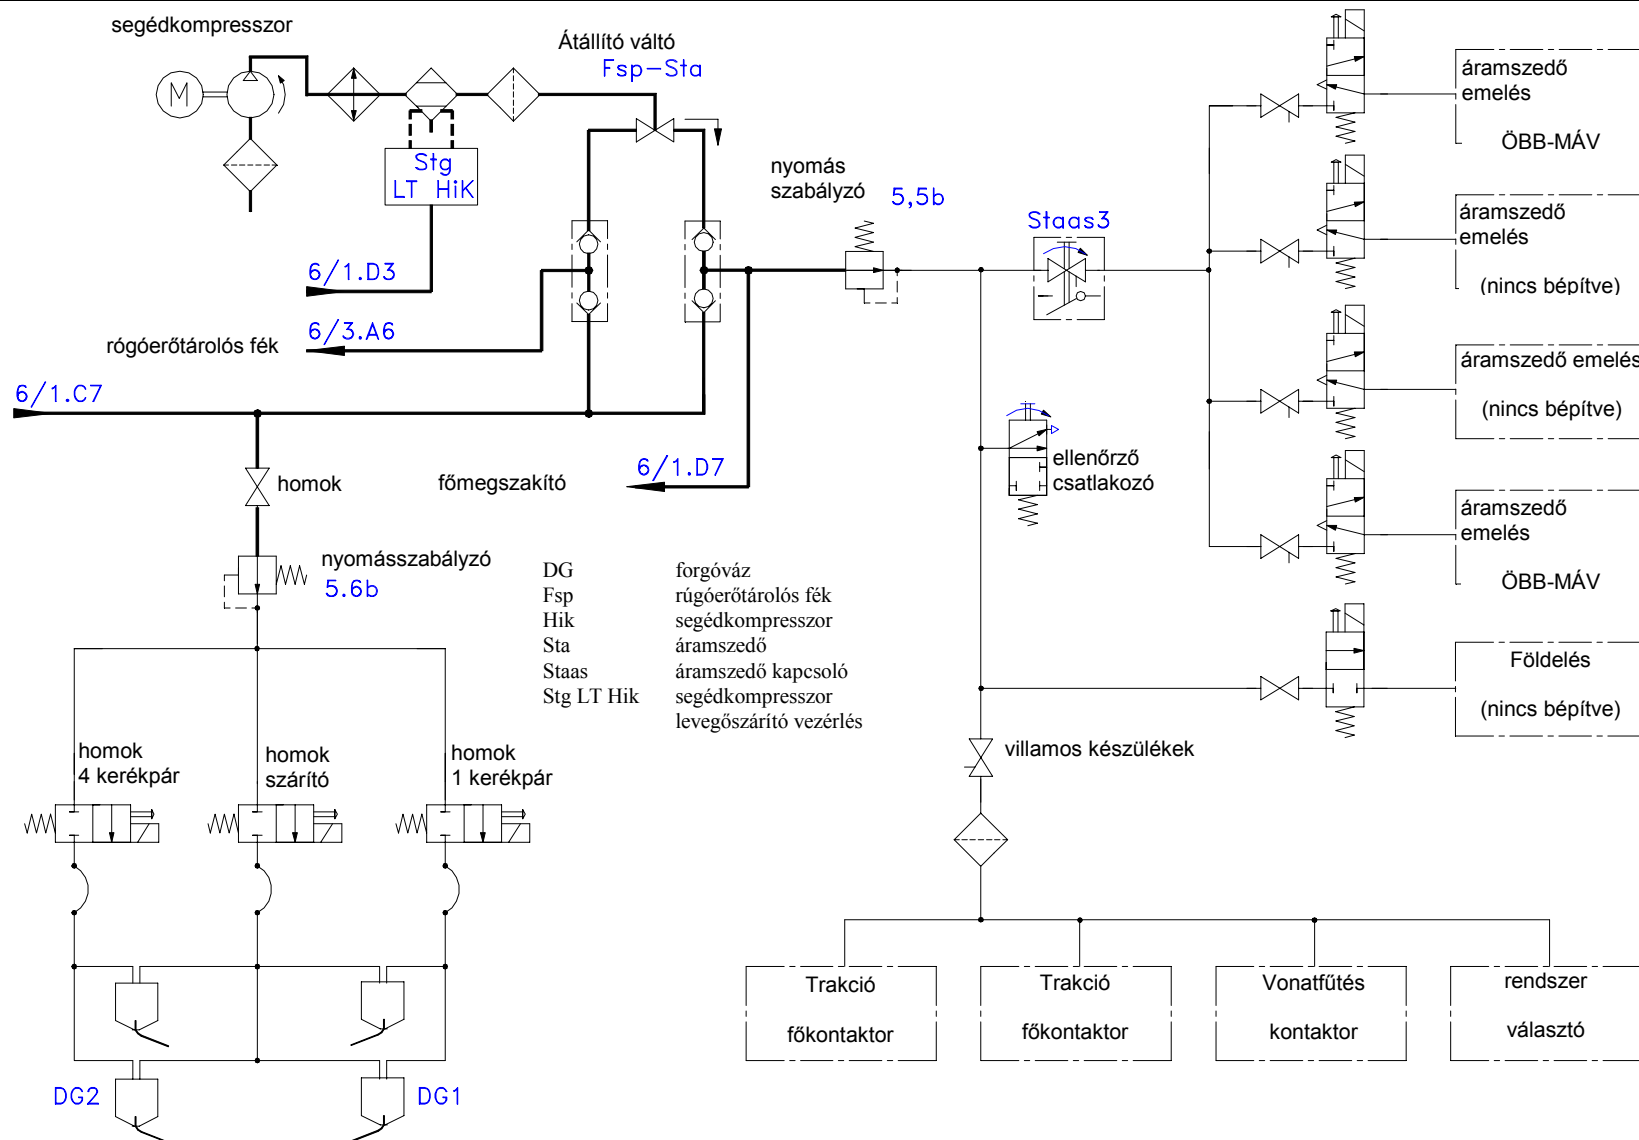 segédkompresszor
Átállító váltó
Fsp-Sta
M
Stg
LT HiK
6/1.D3
rógóerőtárolós fék
6/3.A6
6/1.C7
homok
főmegszakító
6/1.D7
nyomás
szabályzó
5,5b
Staas3
ellenőrző
csatlakozó
áramszedő
emelés
ÖBB-MÁV
áramszedő
emelés
(nincs bépítve)
áramszedő emelés
(nincs bépítve)
áramszedő
emelés
ÖBB-MÁV
Földelés
(nincs bépítve)
nyomásszabályzó
5.6b
DG forgóváz
Fsp rúgóerőtárolós fék
Hik segédkompresszor
Sta áramszedő
Staas áramszedő kapcsoló
Stg LT Hik segédkompresszor
levegőszárító vezérlés
homok
4 kerékpár
homok
szárító
homok
1 kerékpár
villamos készülékek
Trakció
főkontaktor
Trakció
főkontaktor
Vonatfűtés
kontaktor
rendszer
választó
DG2
DG1